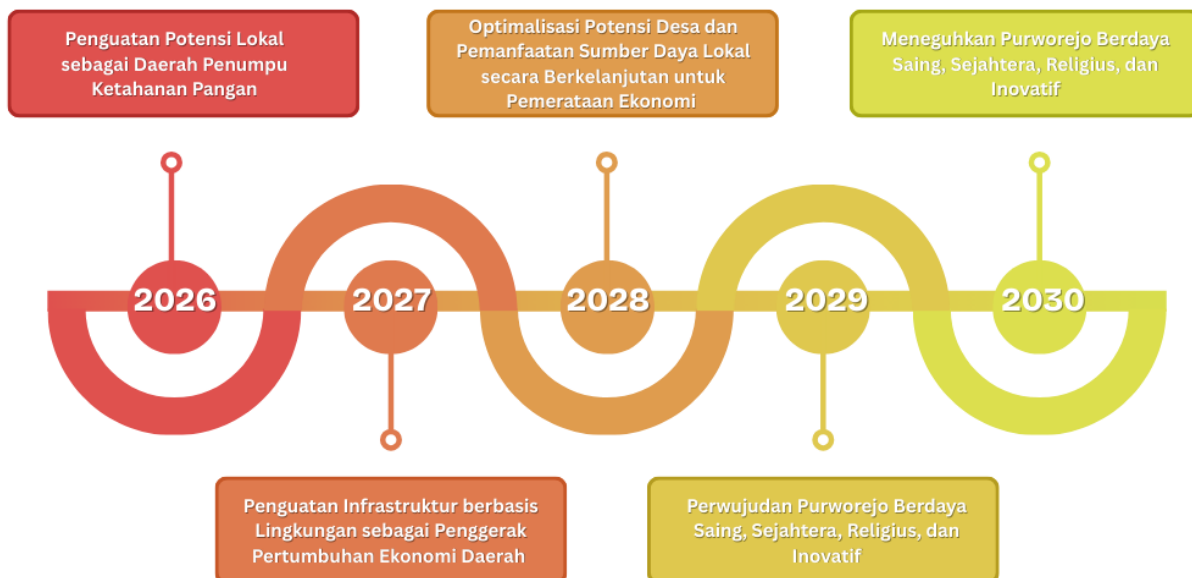 Penguatan Potensi Lokal
sebagai Daerah Penumpu
Ketahanan Pangan
Optimalisasi Potensi Desa dan
Pemanfaatan Sumber Daya Lokal
secara Berkelanjutan untuk
Pemerataan Ekonomi
Meneguhkan Purworejo Berdaya
Saing, Sejahtera, Religius, dan
Inovatif
2026
2027
2028
2029
2030
Penguatan Infrastruktur berbasis
Lingkungan sebagai Penggerak
Pertumbuhan Ekonomi Daerah
Perwujudan Purworejo Berdaya
Saing, Sejahtera, Religius, dan
Inovatif